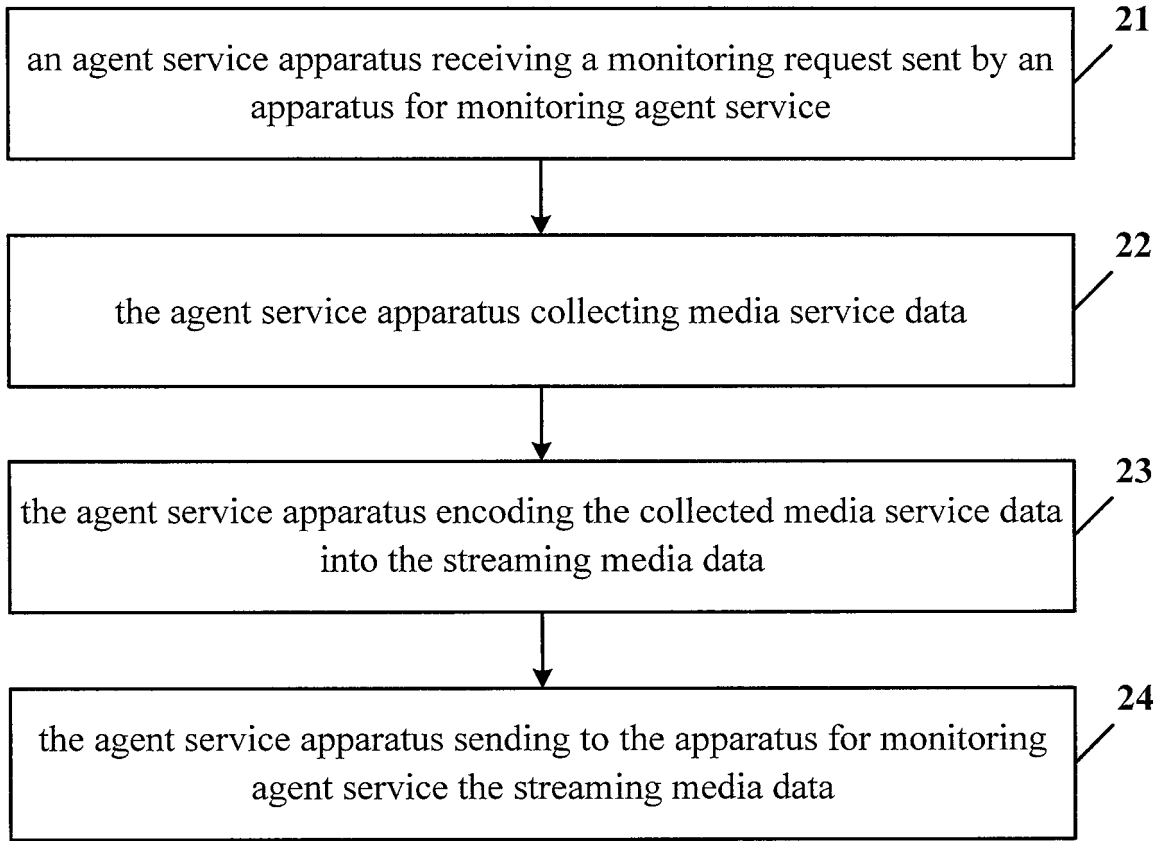 21
an agent service apparatus receiving a monitoring request sent by an
apparatus for monitoring agent service
22
the agent service apparatus collecting media service data
23
the agent service apparatus encoding the collected media service data
into the streaming media data
24
the agent service apparatus sending to the apparatus for monitoring
agent service the streaming media data